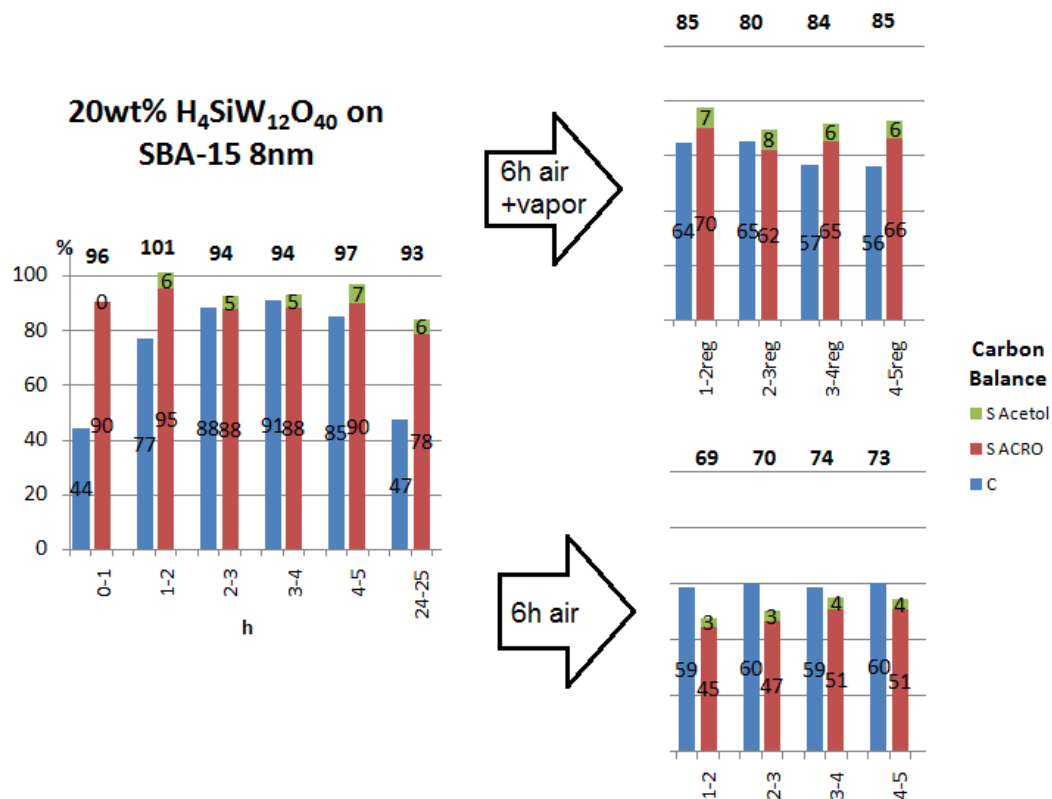 20wt% H₄SiW₁₂O₄₀ on
SBA-15 8nm
% 96 101 94 94 97 93
100
80
60
40
20
0
44 90 0
77 95 6
88 88 5
91 88 5
85 90 7
47 78 6
0-1 1-2 2-3 3-4 4-5 24-25
h
6h air
+vapor
85 80 84 85
64 70 7
65 62 8
57 65 6
56 66 6
1-2reg 2-3reg 3-4reg 4-5reg
6h air
69 70 74 73
59 45 3
60 47 3
59 51 4
60 51 4
1-2 2-3 3-4 4-5
Carbon
Balance
S Acetol
S ACRO
C